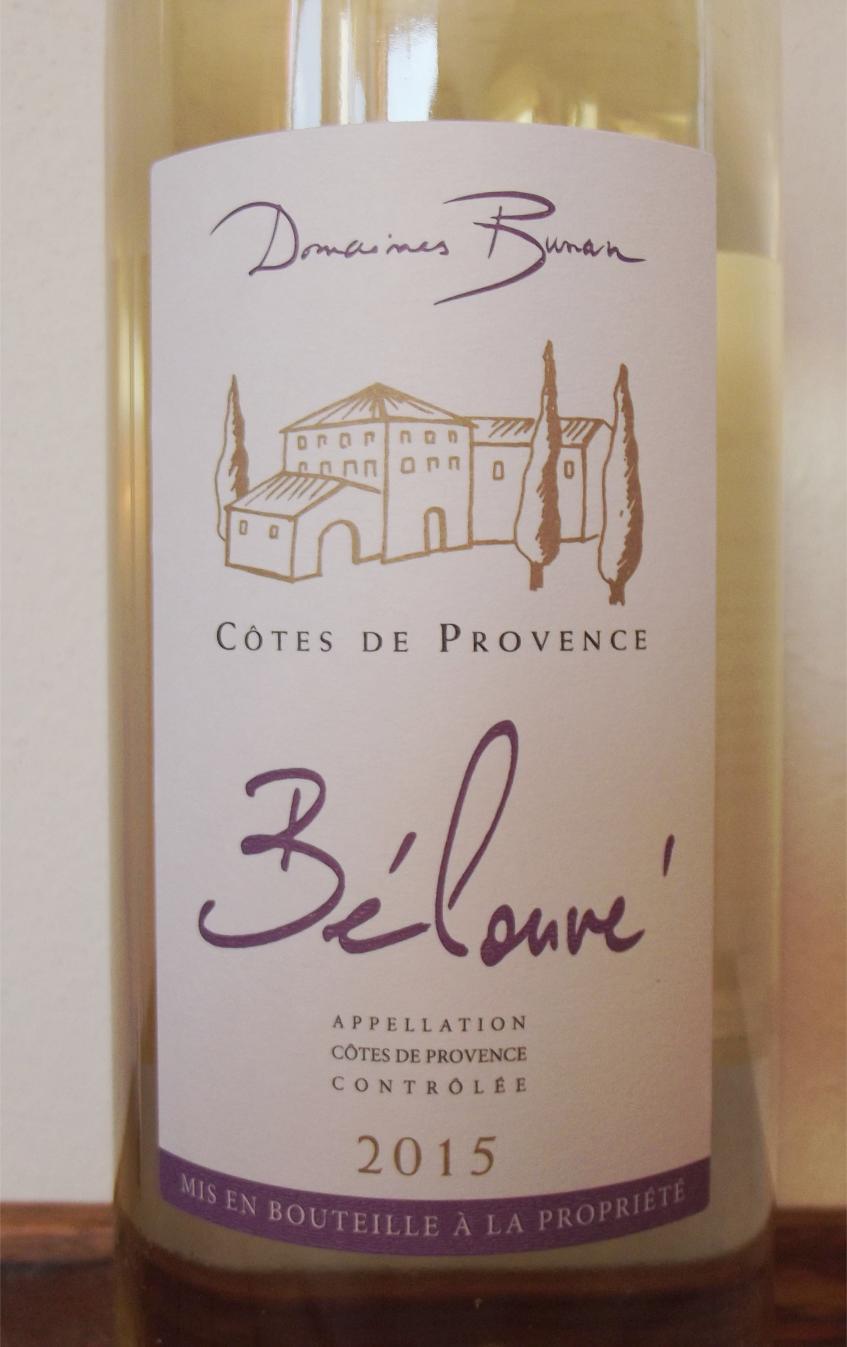 Domaines Bunan
CÔTES DE PROVENCE
Bélouvé
APPELLATION
CÔTES DE PROVENCE
CONTRÔLÉE
2015
MIS EN BOUTEILLE À LA PROPRIÉTÉ